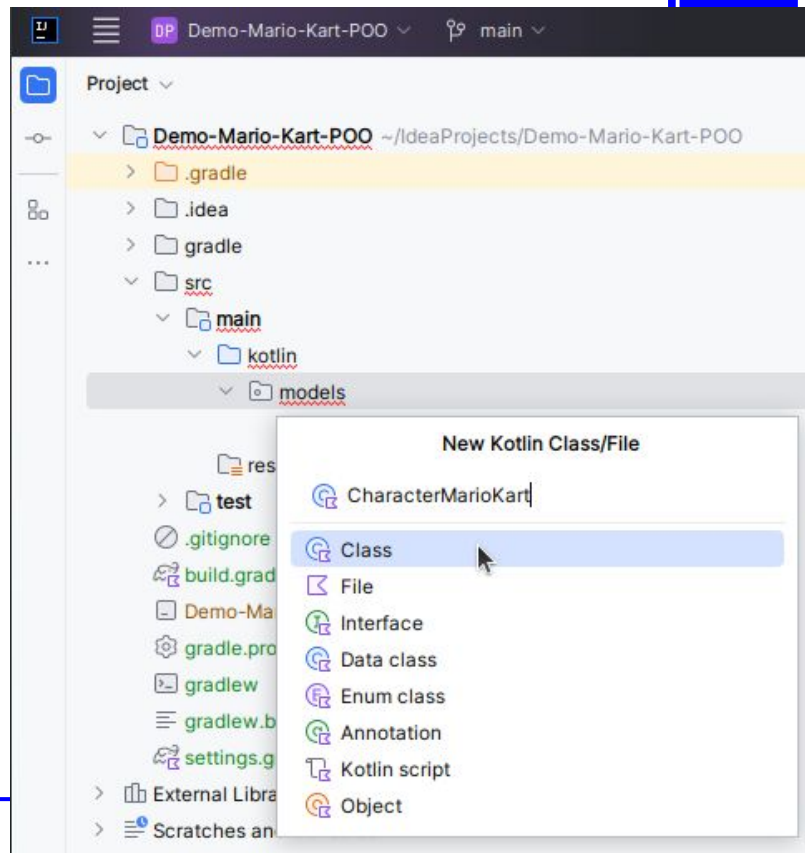 IJ
DP Demo-Mario-Kart-POO main
Project
Demo-Mario-Kart-POO ~/IdeaProjects/Demo-Mario-Kart-POO
.gradle
.idea
gradle
src
main
kotlin
models
New Kotlin Class/File
res
CharacterMarioKart
test
.gitignore
Class
build.grad
File
Demo-Ma
Interface
gradle.pro
Data class
gradlew
Enum class
gradlew.b
Annotation
settings.g
Kotlin script
External Libra
Object
Scratches an